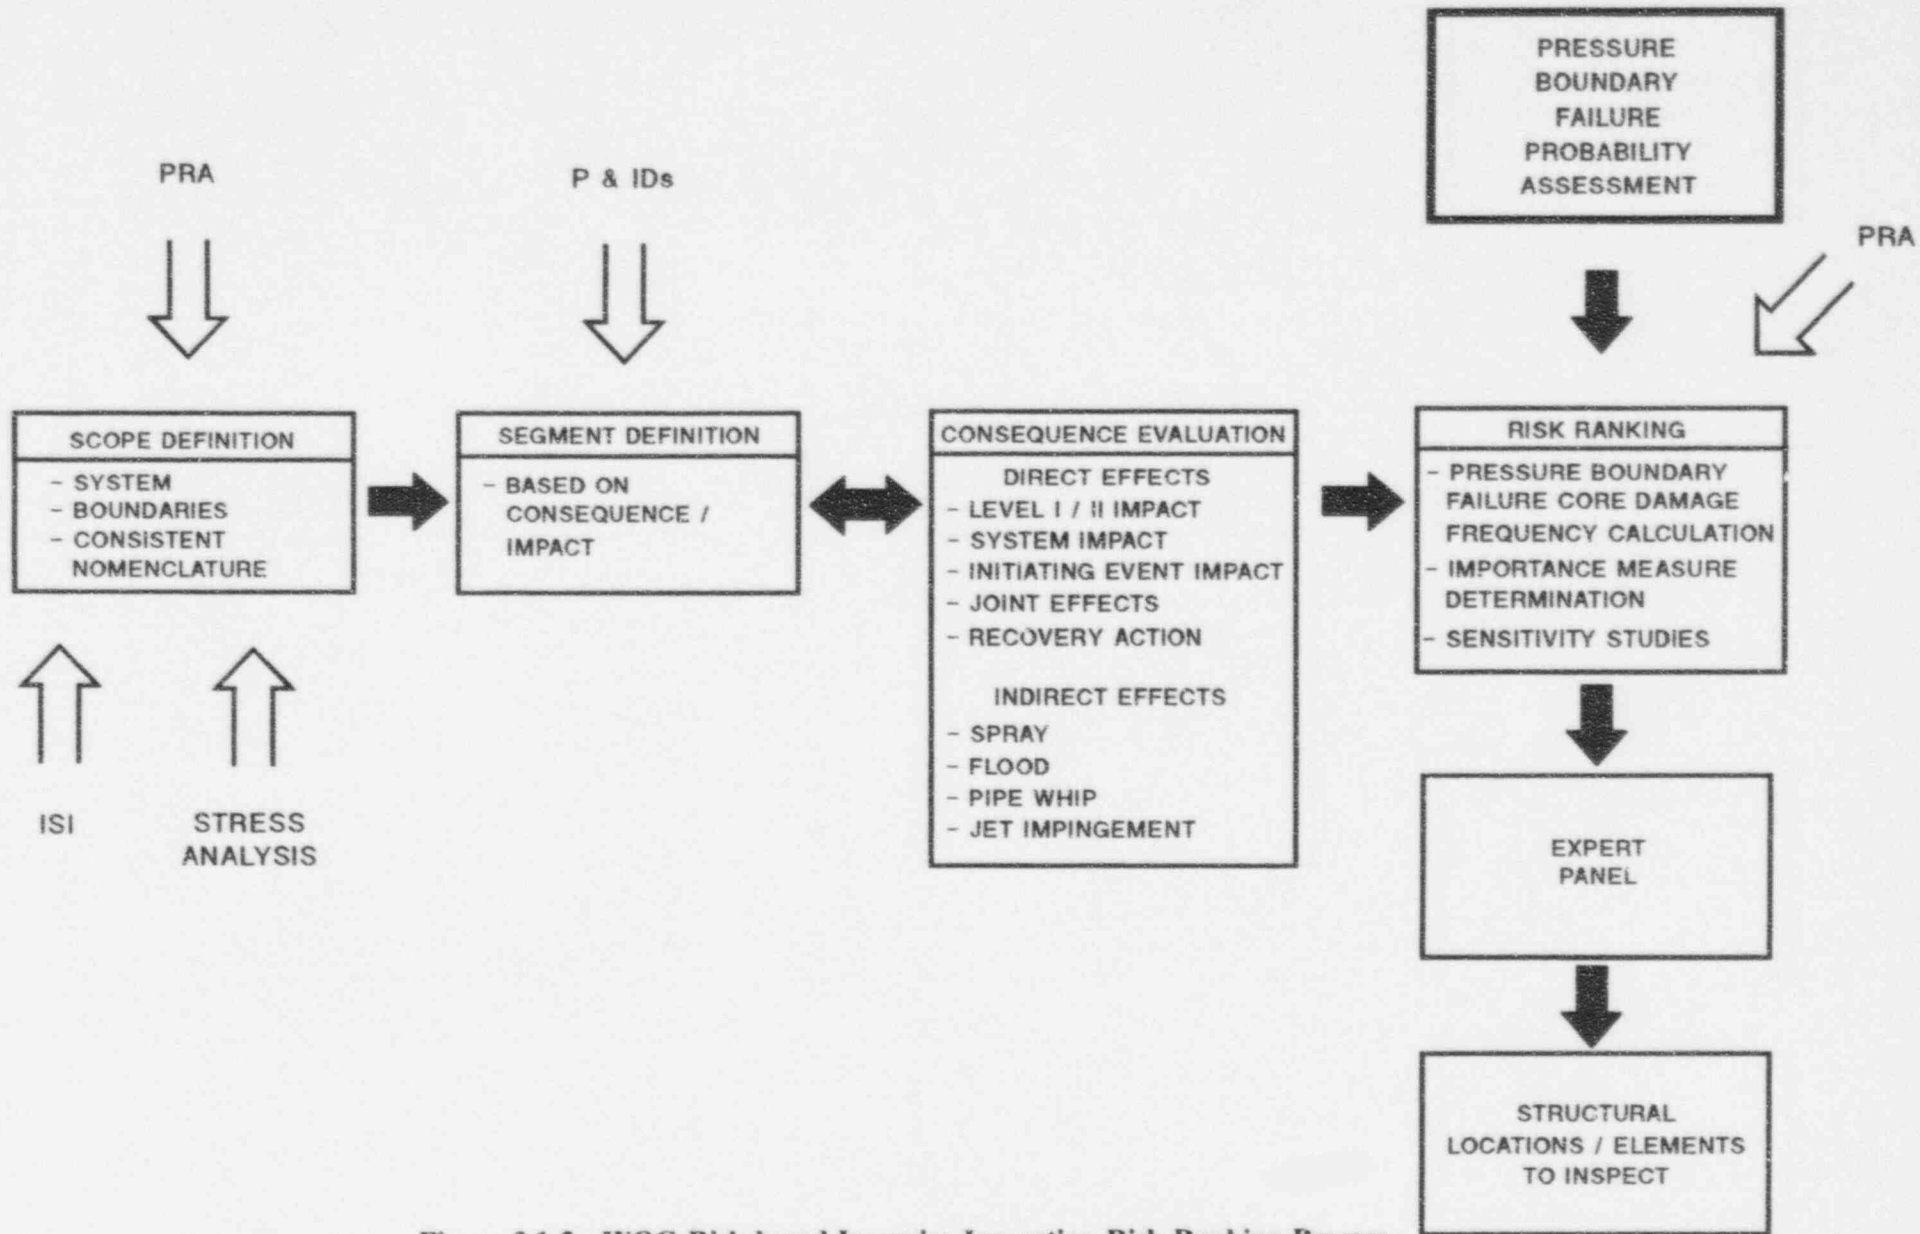 PRESSURE
BOUNDARY
FAILURE
PROBABILITY
ASSESSMENT
PRA
P & IDs
PRA
SCOPE DEFINITION
- SYSTEM
- BOUNDARIES
- CONSISTENT
NOMENCLATURE
SEGMENT DEFINITION
- BASED ON
CONSEQUENCE /
IMPACT
CONSEQUENCE EVALUATION
DIRECT EFFECTS
- LEVEL I / II IMPACT
- SYSTEM IMPACT
- INITIATING EVENT IMPACT
- JOINT EFFECTS
- RECOVERY ACTION
INDIRECT EFFECTS
- SPRAY
- FLOOD
- PIPE WHIP
- JET IMPINGEMENT
RISK RANKING
- PRESSURE BOUNDARY
FAILURE CORE DAMAGE
FREQUENCY CALCULATION
- IMPORTANCE MEASURE
DETERMINATION
- SENSITIVITY STUDIES
ISI
STRESS
ANALYSIS
EXPERT
PANEL
STRUCTURAL
LOCATIONS / ELEMENTS
TO INSPECT